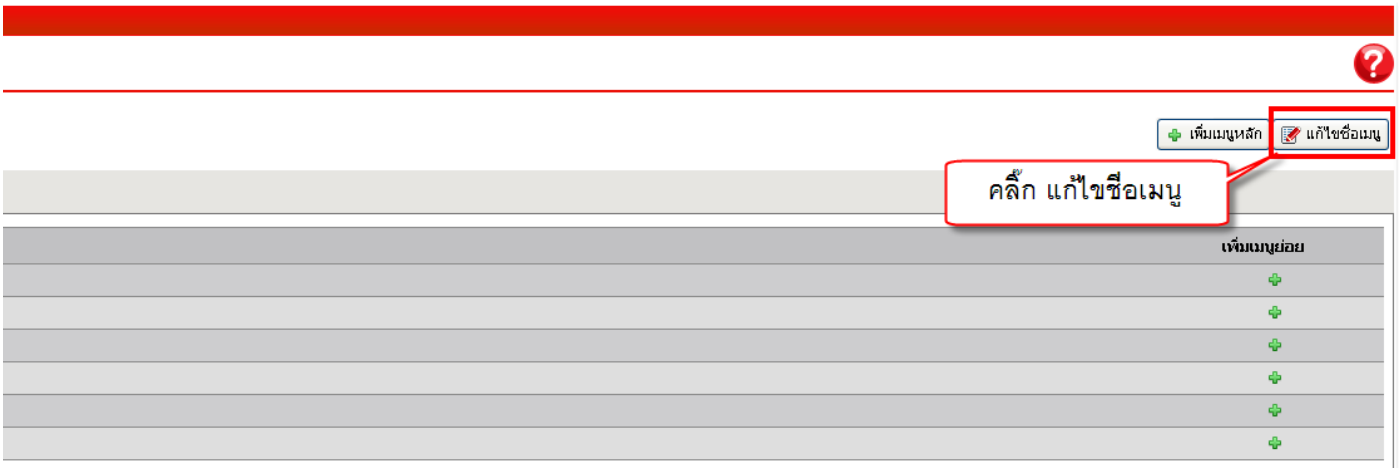 ?
เพิ่มเมนูหลัก แก้ไขชื่อเมนู
คลิ๊ก แก้ไขชือเมนู
เพิ่มเมนูย่อย